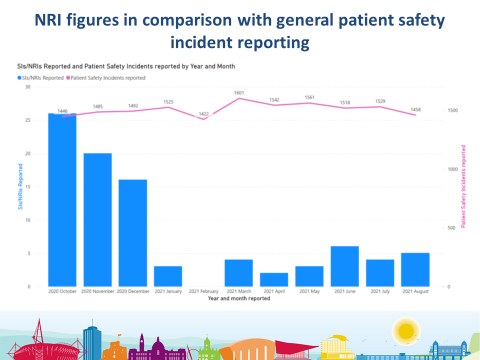 NRI figures in comparison with general patient safety
incident reporting
SIs/NRIs Reported and Patient Safety Incidents reported by Year and Month
SIs/NRIs Reported Patient Safety Incidents reported
30
25
20
15
10
5
0
SIs/NRIs Reported
1446 1485 1492 1525 1422 1601 1542 1561 1518 1529 1458
1500
1000
500
0
Patient Safety Incidents reported
2020 October 2020 November 2020 December 2021 January 2021 February 2021 March 2021 April 2021 May 2021 June 2021 July 2021 August
Year and month reported